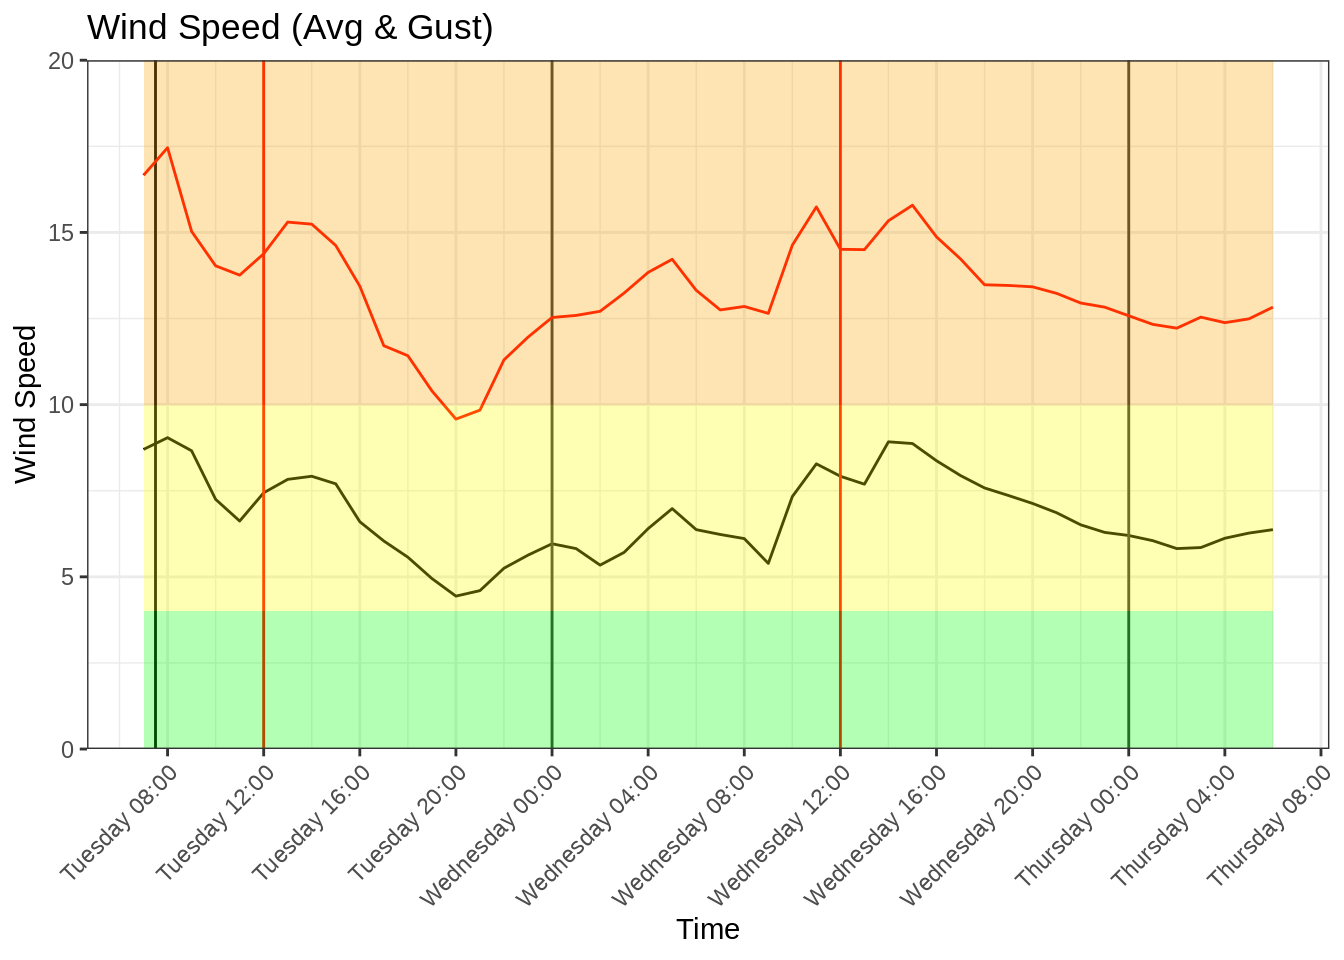 Wind Speed (Avg & Gust)
Wind Speed
20
15
10
5
0
Tuesday 08:00
Tuesday 12:00
Tuesday 16:00
Tuesday 20:00
Wednesday 00:00
Wednesday 04:00
Wednesday 08:00
Wednesday 12:00
Wednesday 16:00
Wednesday 20:00
Thursday 00:00
Thursday 04:00
Thursday 08:00
Time